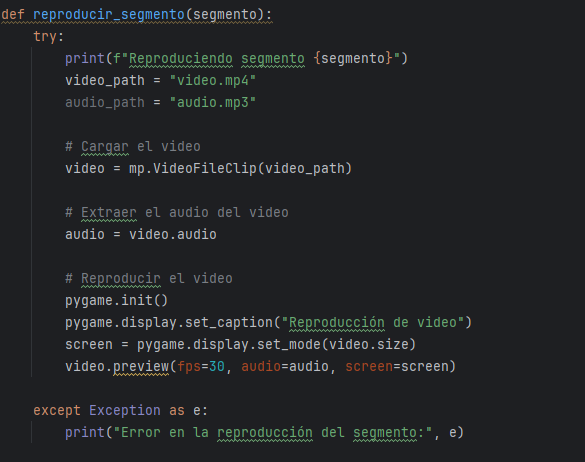 def reproducir_segmento(segmento):
    try:
        print(f"Reproduciendo segmento {segmento}")
        video_path = "video.mp4"
        audio_path = "audio.mp3"

        # Cargar el video
        video = mp.VideoFileClip(video_path)

        # Extraer el audio del video
        audio = video.audio

        # Reproducir el video
        pygame.init()
        pygame.display.set_caption("Reproducción de video")
        screen = pygame.display.set_mode(video.size)
        video.preview(fps=30, audio=audio, screen=screen)

    except Exception as e:
        print("Error en la reproducción del segmento:", e)